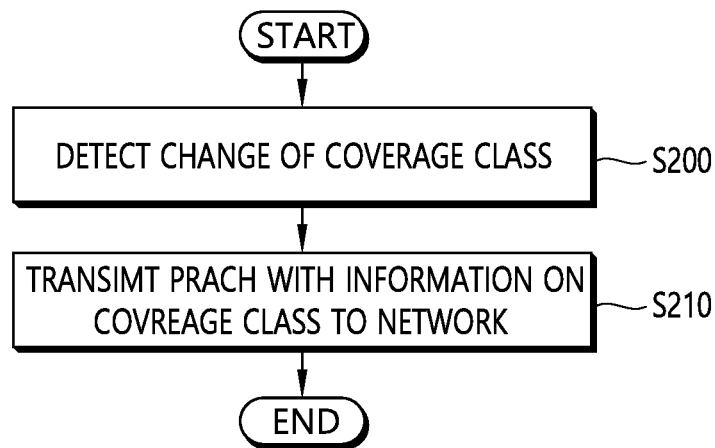 START
DETECT CHANGE OF COVERAGE CLASS
S200
TRANSIMT PRACH WITH INFORMATION ON
COVREAGE CLASS TO NETWORK
S210
END